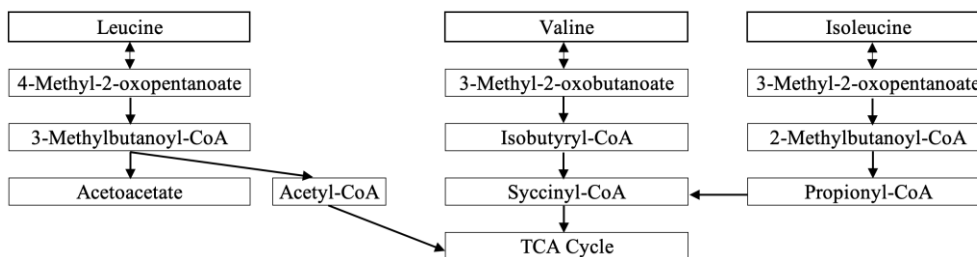 Leucine
Valine
Isoleucine
4-Methyl-2-oxopentanoate
3-Methyl-2-oxobutanoate
3-Methyl-2-oxopentanoate
3-Methylbutanoyl-CoA
Isobutyryl-CoA
2-Methylbutanoyl-CoA
Acetoacetate
Acetyl-CoA
Syccinyl-CoA
Propionyl-CoA
TCA Cycle